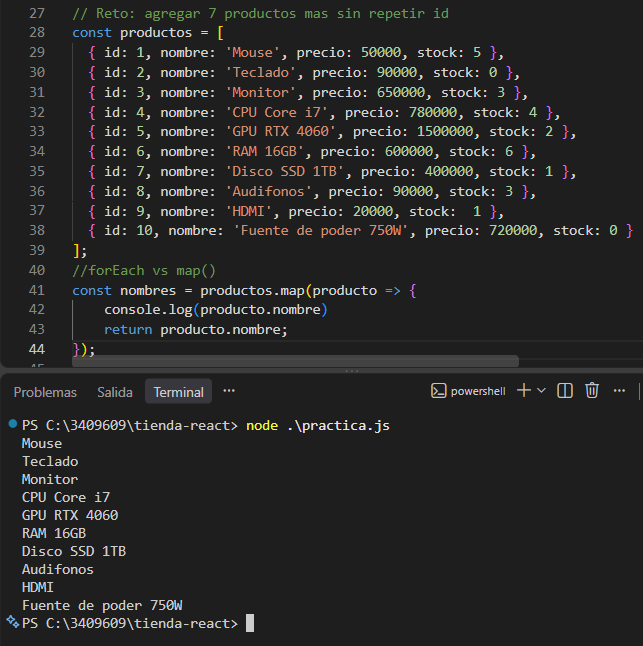 27 // Reto: agregar 7 productos mas sin repetir id
28 const productos = [
29 { id: 1, nombre: 'Mouse', precio: 50000, stock: 5 },
30 { id: 2, nombre: 'Teclado', precio: 90000, stock: 0 },
31 { id: 3, nombre: 'Monitor', precio: 650000, stock: 3 },
32 { id: 4, nombre: 'CPU Core i7', precio: 780000, stock: 4 },
33 { id: 5, nombre: 'GPU RTX 4060', precio: 1500000, stock: 2 },
34 { id: 6, nombre: 'RAM 16GB', precio: 600000, stock: 6 },
35 { id: 7, nombre: 'Disco SSD 1TB', precio: 400000, stock: 1 },
36 { id: 8, nombre: 'Audifonos', precio: 90000, stock: 3 },
37 { id: 9, nombre: 'HDMI', precio: 20000, stock:  1 },
38 { id: 10, nombre: 'Fuente de poder 750W', precio: 720000, stock: 0 }
39 ];
40 //forEach vs map()
41 const nombres = productos.map(producto => {
42 console.log(producto.nombre)
43 return producto.nombre;
44 });
Problemas Salida Terminal ··· powershell ···
PS C:\3409609\tienda-react> node .\practica.js
Mouse
Teclado
Monitor
CPU Core i7
GPU RTX 4060
RAM 16GB
Disco SSD 1TB
Audifonos
HDMI
Fuente de poder 750W
PS C:\3409609\tienda-react>